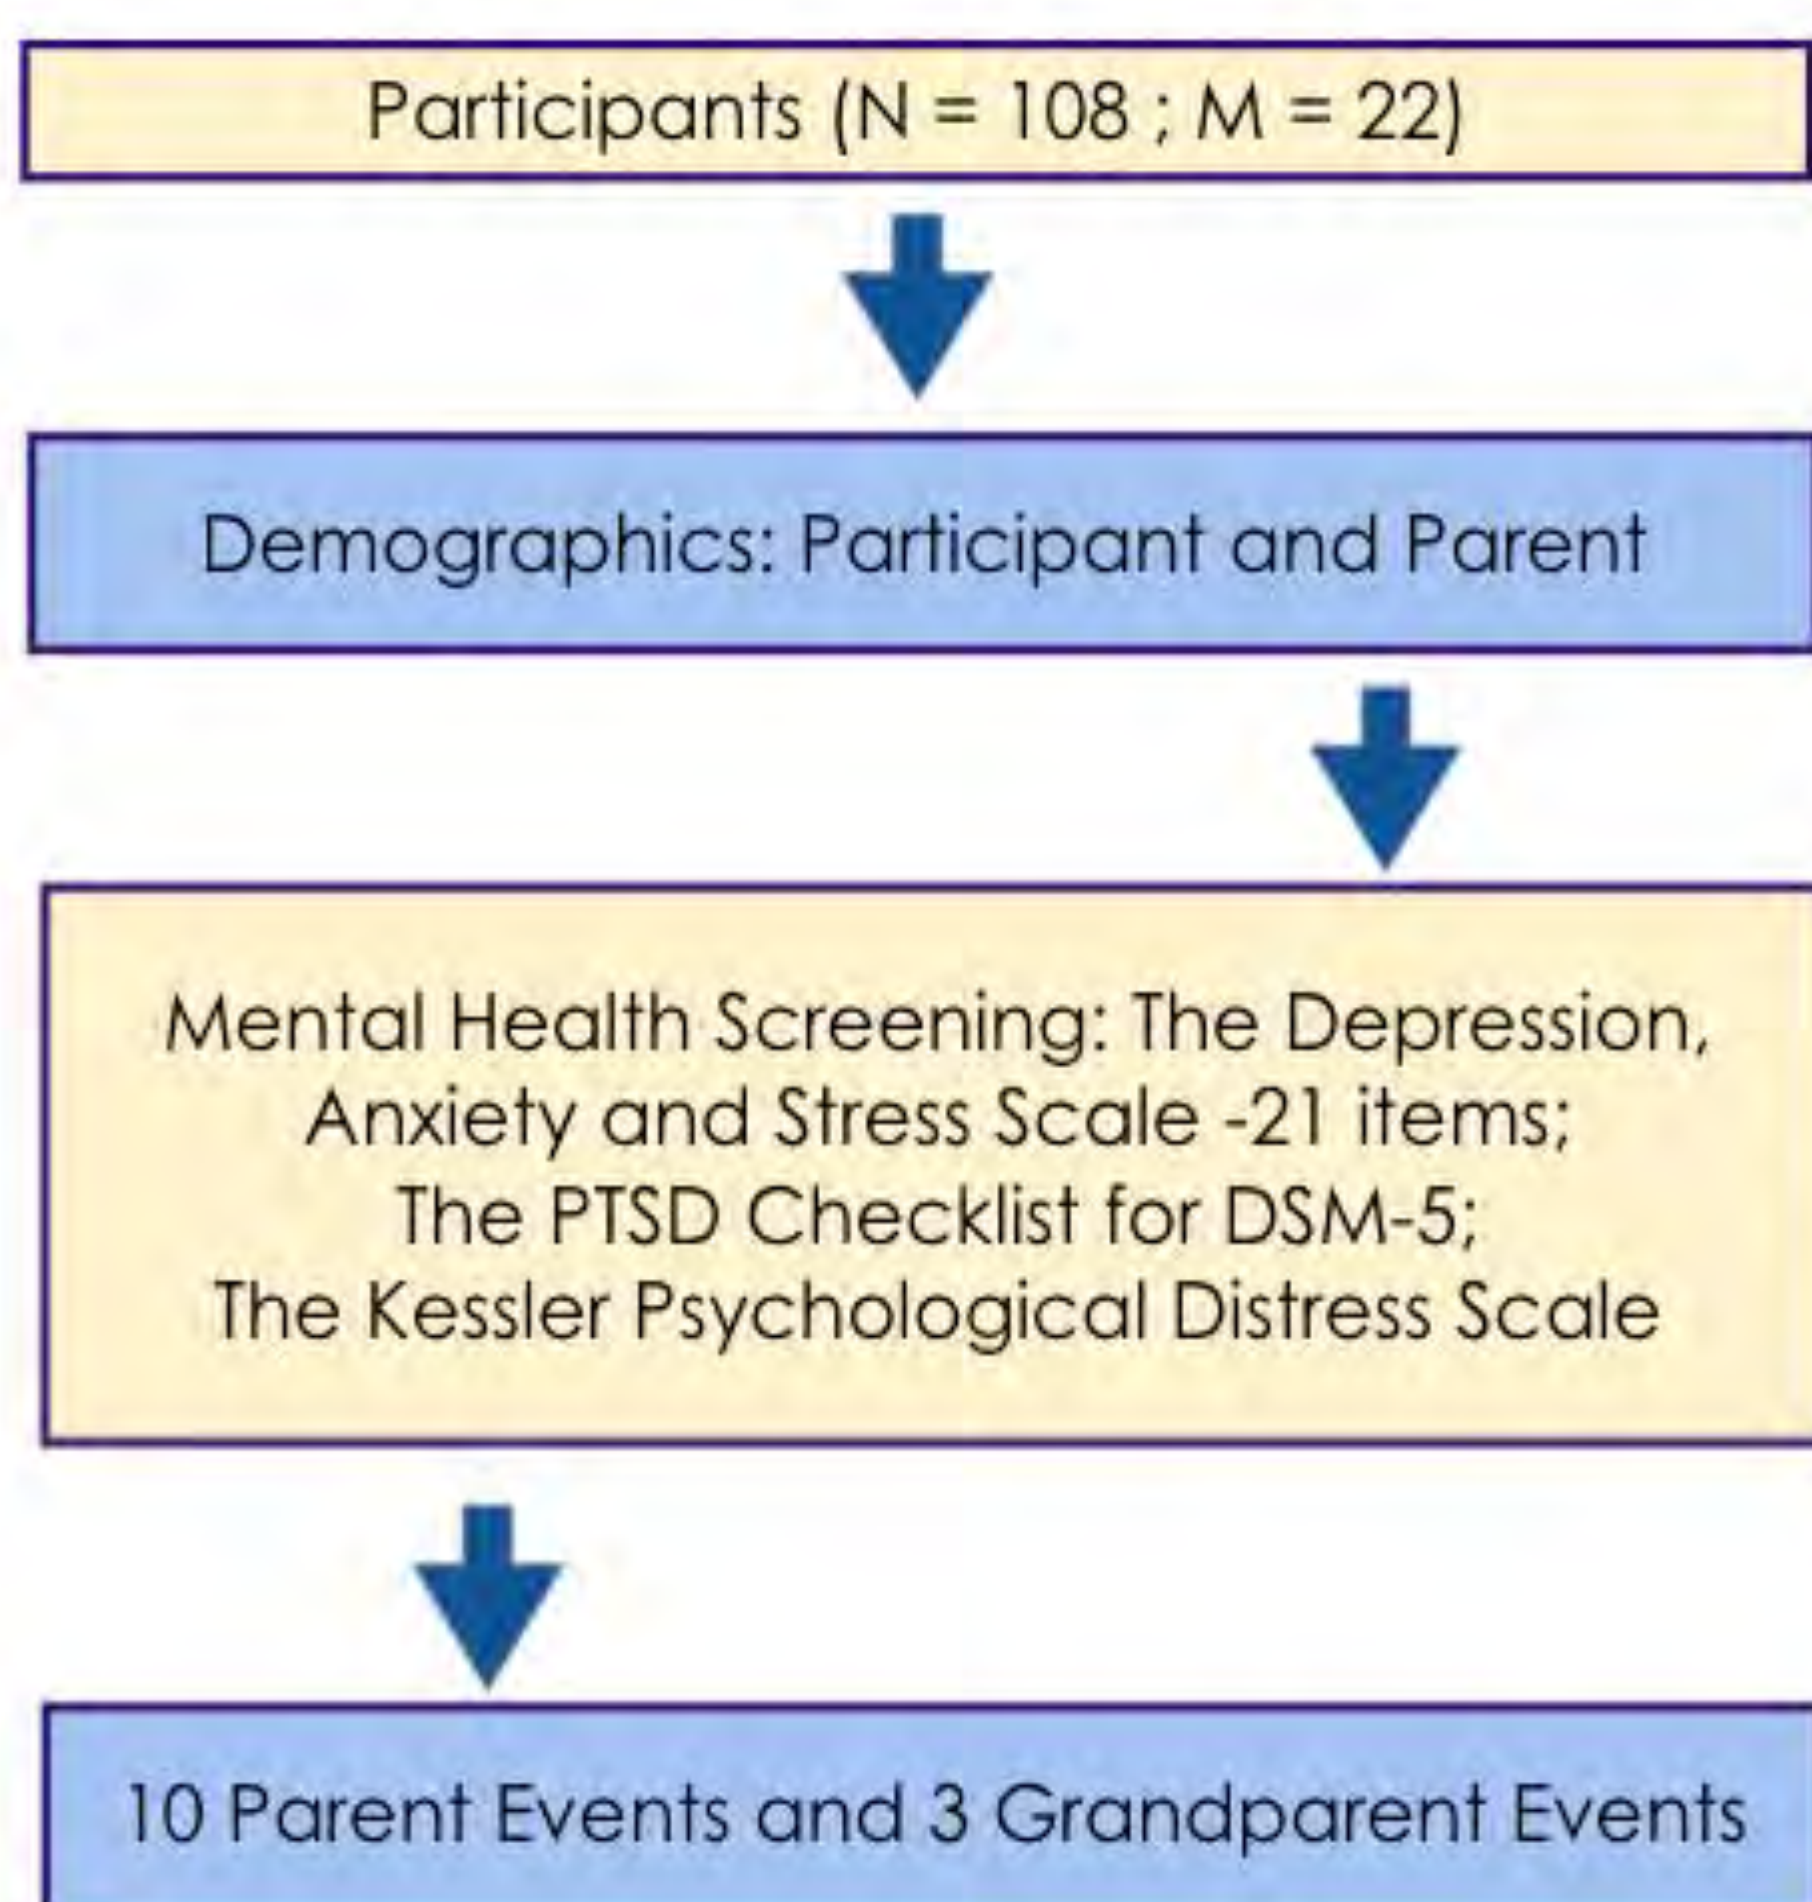 Participants (N = 108 ; M = 22)
Demographics: Participant and Parent
Mental Health Screening: The Depression,
Anxiety and Stress Scale -21 items;
The PTSD Checklist for DSM-5;
The Kessler Psychological Distress Scale
10 Parent Events and 3 Grandparent Events